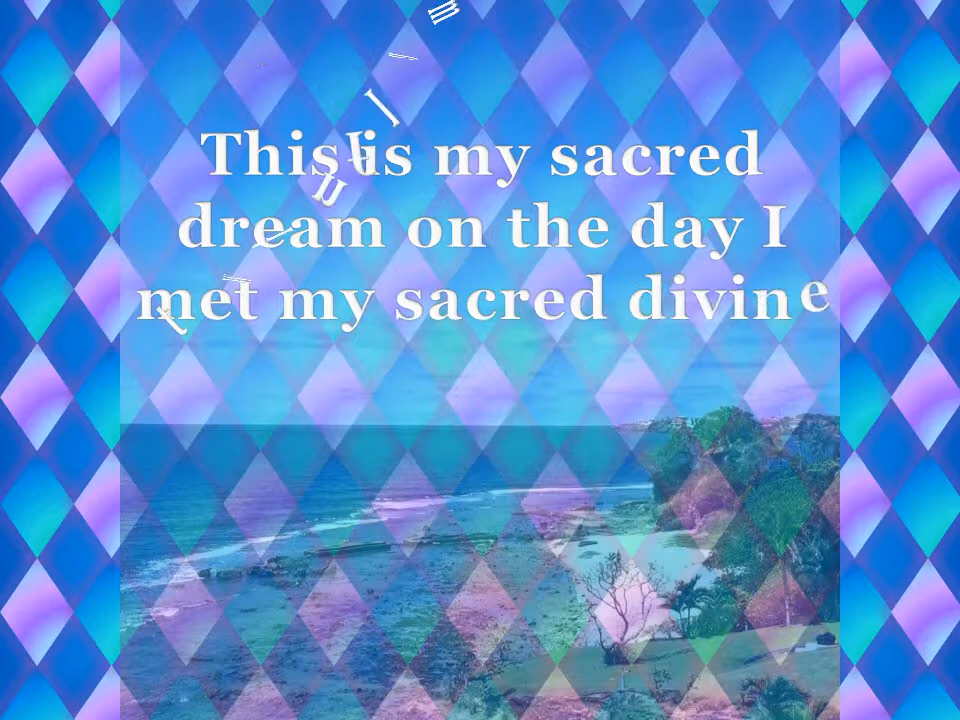 This is my sacred
dream on the day I
met my sacred divine